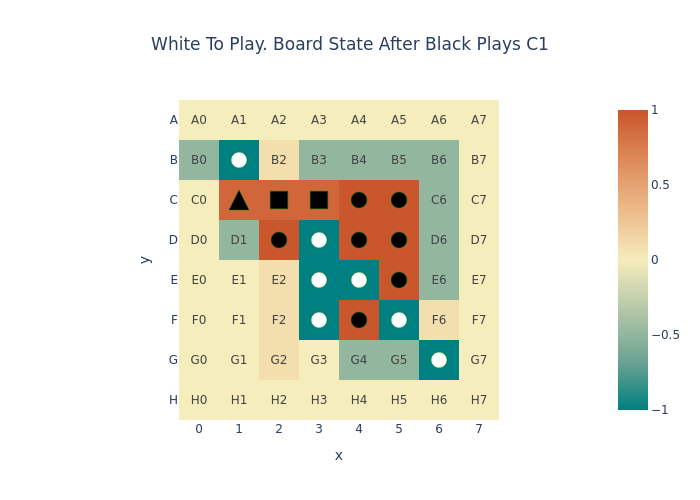 White To Play. Board State After Black Plays C1
A A0 A1 A2 A3 A4 A5 A6 A7
B B0 B2 B3 B4 B5 B6 B7
C C0 C6 C7
D D0 D1 D6 D7
E E0 E1 E2 E6 E7
F F0 F1 F2 F6 F7
G G0 G1 G2 G3 G4 G5 G7
H H0 H1 H2 H3 H4 H5 H6 H7
0 1 2 3 4 5 6 7
x
y
1
0.5
0
−0.5
−1